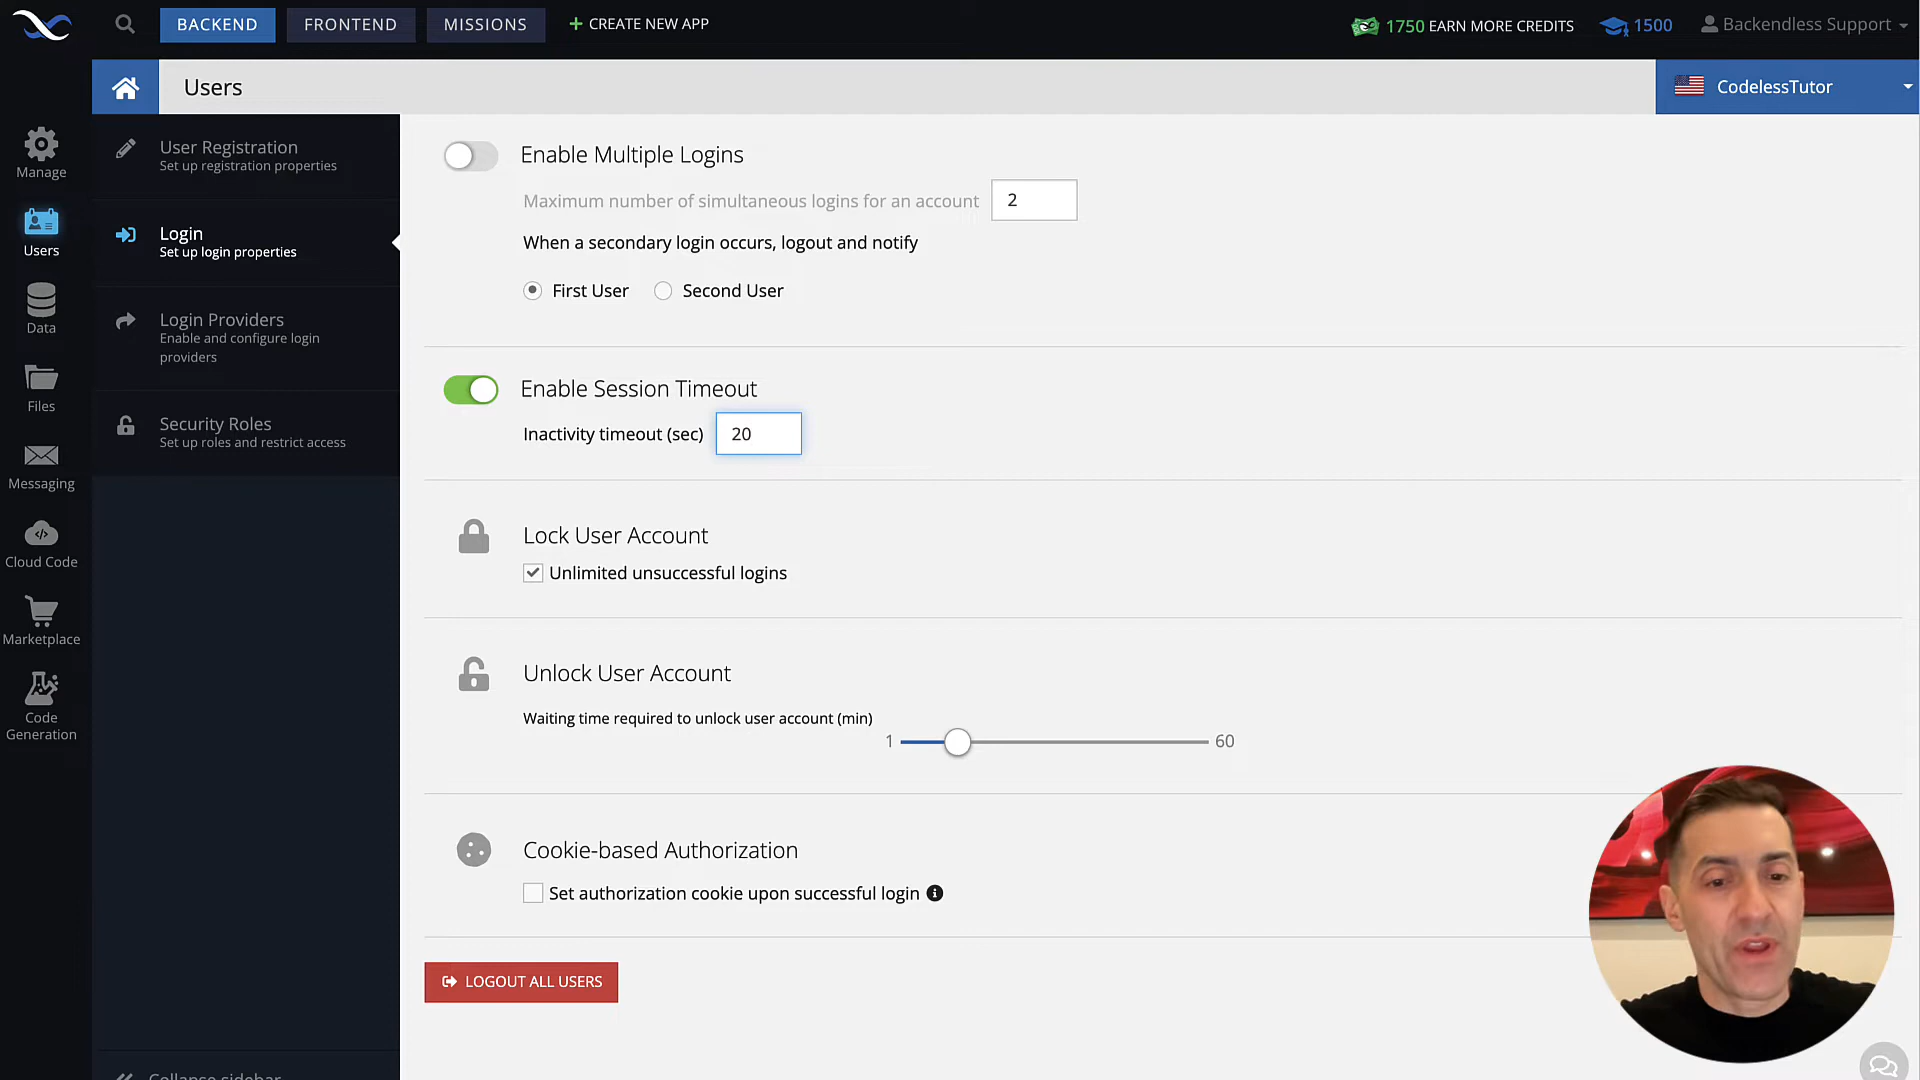 BACKEND
FRONTEND
MISSIONS
+ CREATE NEW APP
1750 EARN MORE CREDITS
1500
Backendless Support
Users
CodelessTutor
Manage
Users
Data
Files
Messaging
Cloud Code
Marketplace
Code
Generation
User Registration
Set up registration properties
Login
Set up login properties
Login Providers
Enable and configure login
providers
Security Roles
Set up roles and restrict access
Collapse sidebar
Enable Multiple Logins
Maximum number of simultaneous logins for an account 2
When a secondary login occurs, logout and notify
First User Second User
Enable Session Timeout
Inactivity timeout (sec) 20
Lock User Account
Unlimited unsuccessful logins
Unlock User Account
Waiting time required to unlock user account (min)
1 60
Cookie-based Authorization
Set authorization cookie upon successful login
LOGOUT ALL USERS